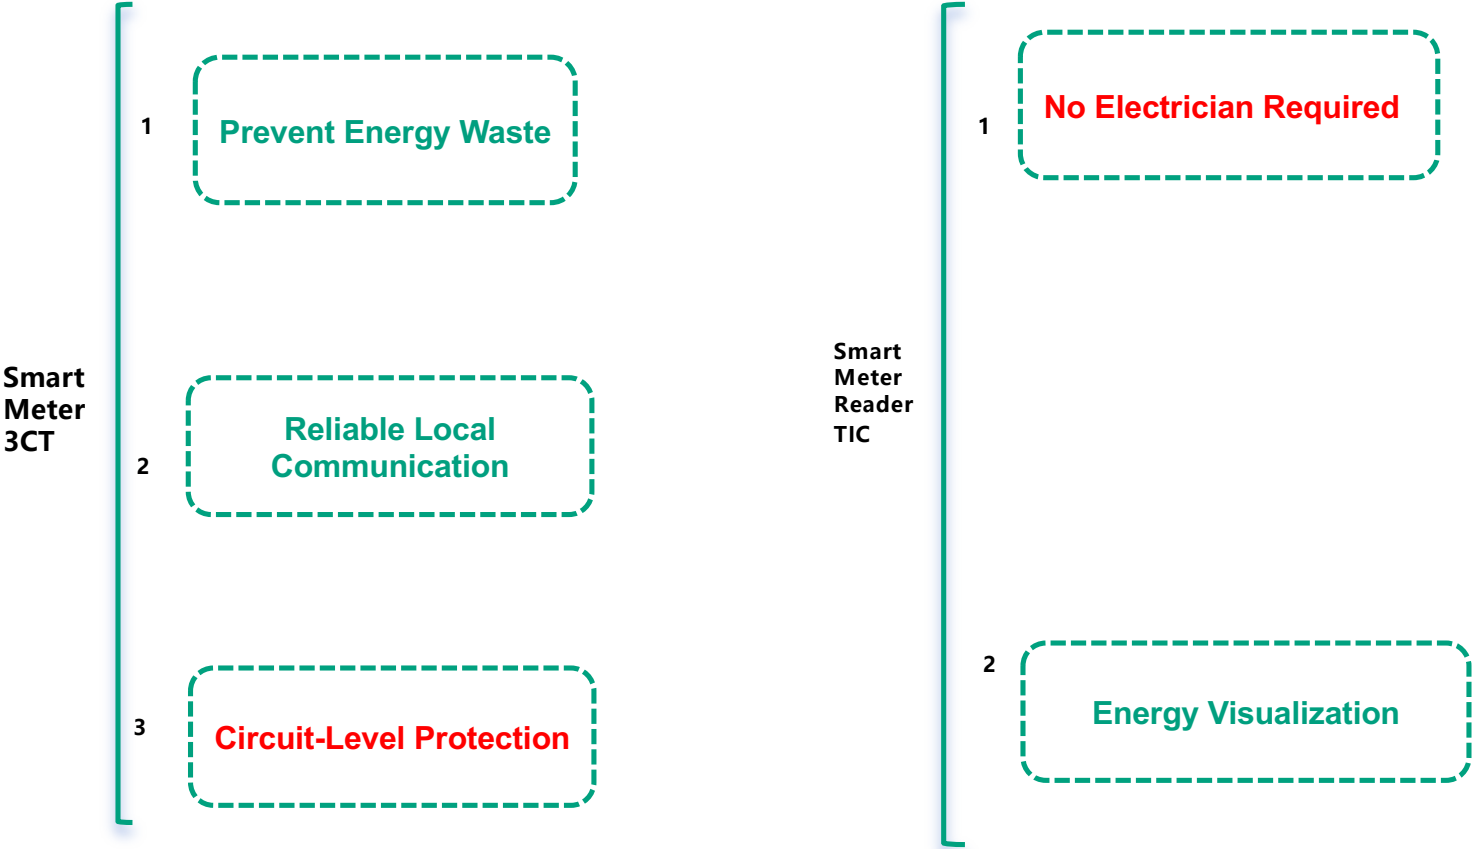 Smart
Meter
3CT
1
Prevent Energy Waste
2
Reliable Local
Communication
3
Circuit-Level Protection
Smart
Meter
Reader
TIC
1
No Electrician Required
2
Energy Visualization